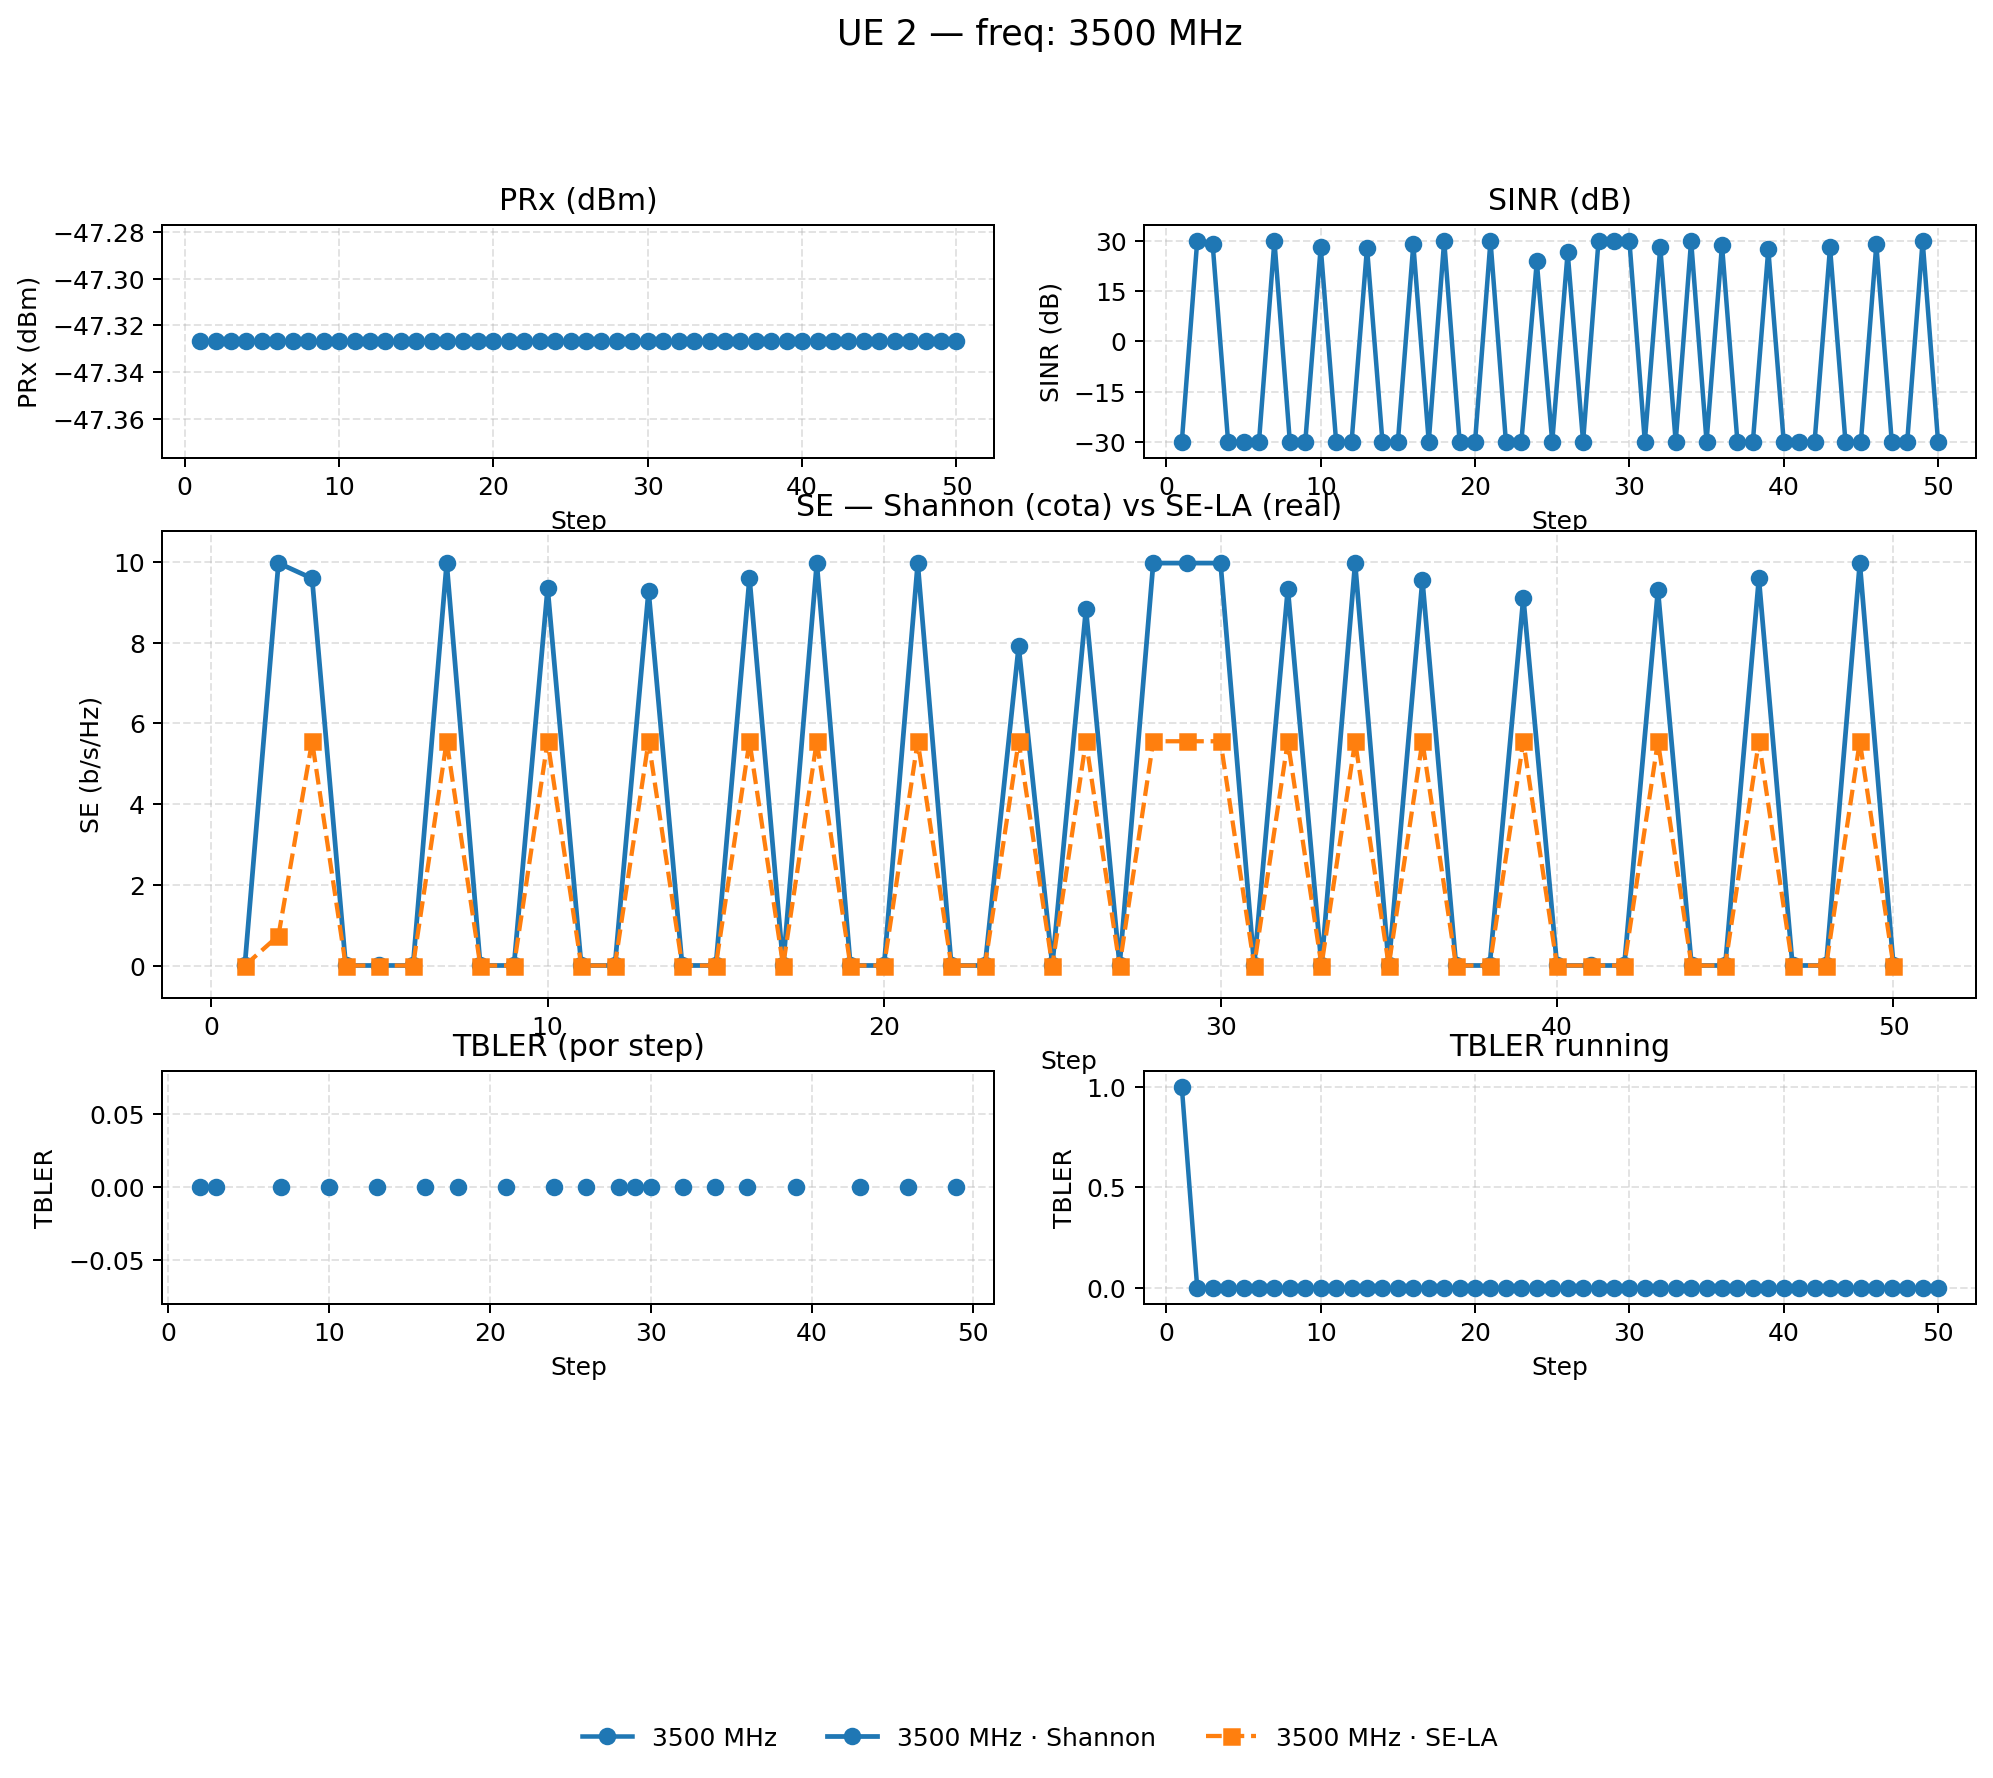 UE 2 — freq: 3500 MHz
PRx (dBm)
PRx (dBm)
−47.28
−47.30
−47.32
−47.34
−47.36
0 10 20 30 40 50
Step
SINR (dB)
SINR (dB)
30
15
0
−15
−30
0 10 20 30 40 50
Step
SE — Shannon (cota) vs SE-LA (real)
SE (b/s/Hz)
10
8
6
4
2
0
0 10 20 30 40 50
Step
TBLER (por step)
TBLER
0.05
0.00
−0.05
0 10 20 30 40 50
Step
TBLER running
TBLER
1.0
0.5
0.0
0 10 20 30 40 50
Step
3500 MHz 3500 MHz · Shannon 3500 MHz · SE-LA